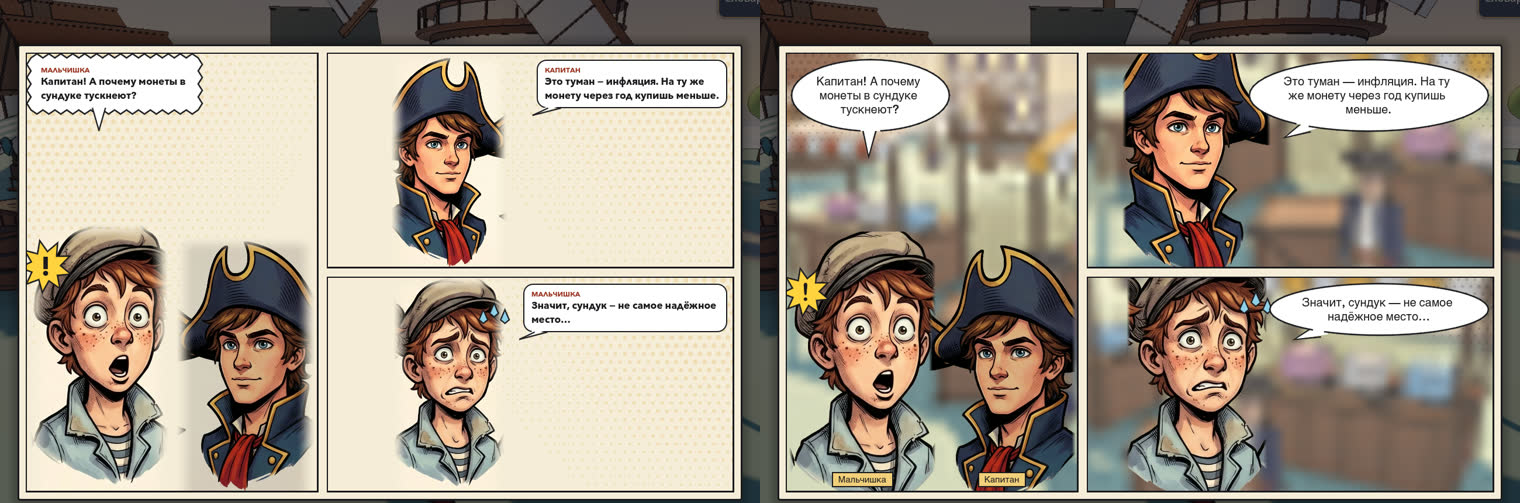 МАЛЬЧИШКА
Капитан! А почему монеты в
сундуке тускнеют?
!
КАПИТАН
Это туман – инфляция. На ту же
монету через год купишь меньше.
МАЛЬЧИШКА
Значит, сундук – не самое надёжное
место...
Капитан! А почему
монеты в сундуке
тускнеют?
!
Мальчишка
Капитан
Это туман — инфляция. На ту
же монету через год купишь
меньше.
Значит, сундук — не самое
надёжное место...